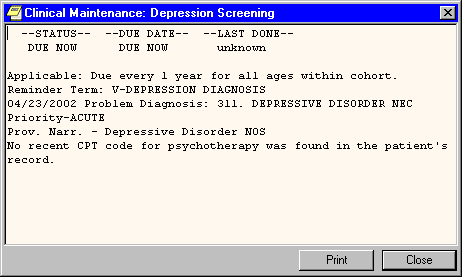 Clinical Maintenance: Depression Screening
--STATUS-- --DUE DATE-- --LAST DONE--
DUE NOW DUE NOW unknown
Applicable: Due every 1 year for all ages within cohort.
Reminder Term: V-DEPRESSION DIAGNOSIS
04/23/2002 Problem Diagnosis: 311. DEPRESSIVE DISORDER NEC
Priority-ACUTE
Prov. Narr. - Depressive Disorder NOS
No recent CPT code for psychotherapy was found in the patient's
record.
Print Close